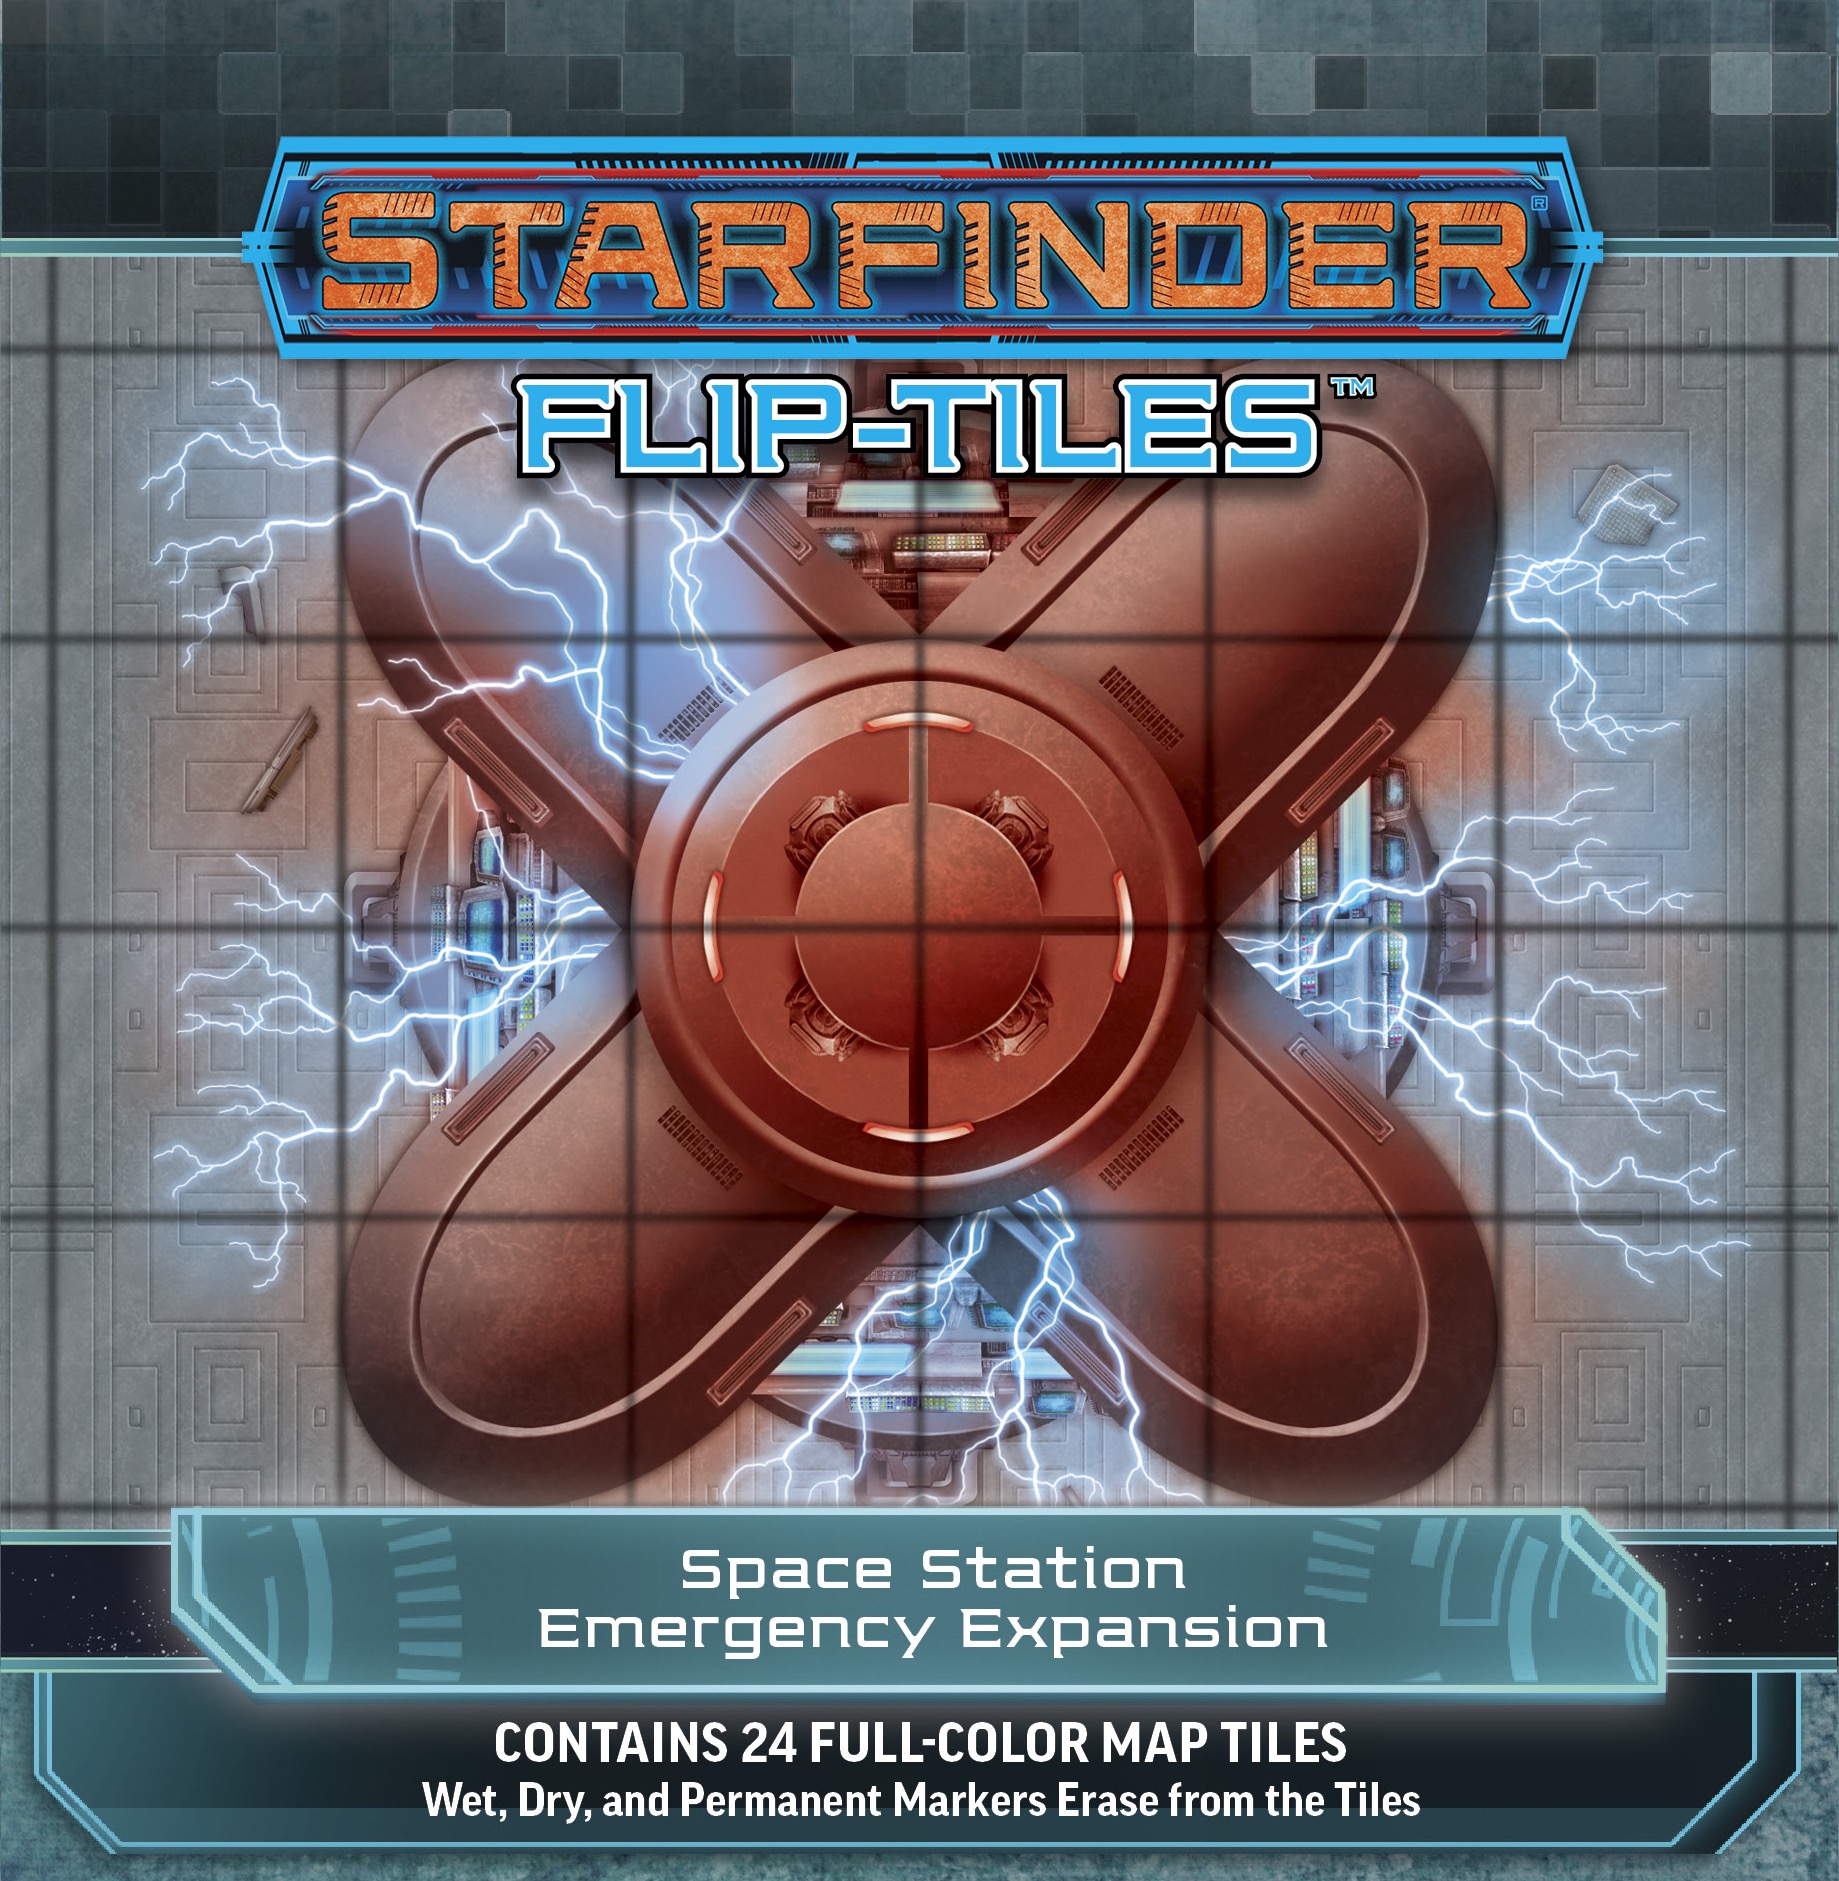 STARFINDER®
FLIP-TILES™
Space Station
Emergency Expansion
CONTAINS 24 FULL-COLOR MAP TILES
Wet, Dry, and Permanent Markers Erase from the Tiles